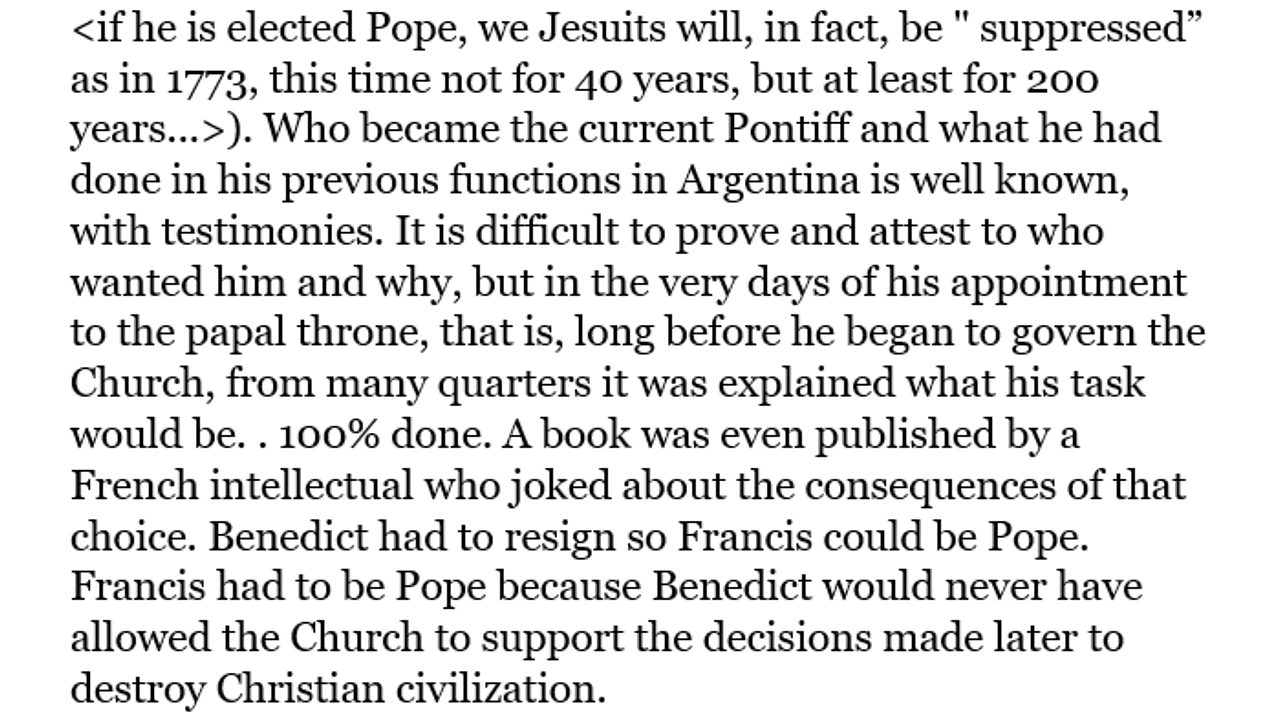 <if he is elected Pope, we Jesuits will, in fact, be " suppressed”
as in 1773, this time not for 40 years, but at least for 200
years...>). Who became the current Pontiff and what he had
done in his previous functions in Argentina is well known,
with testimonies. It is difficult to prove and attest to who
wanted him and why, but in the very days of his appointment
to the papal throne, that is, long before he began to govern the
Church, from many quarters it was explained what his task
would be. . 100% done. A book was even published by a
French intellectual who joked about the consequences of that
choice. Benedict had to resign so Francis could be Pope.
Francis had to be Pope because Benedict would never have
allowed the Church to support the decisions made later to
destroy Christian civilization.